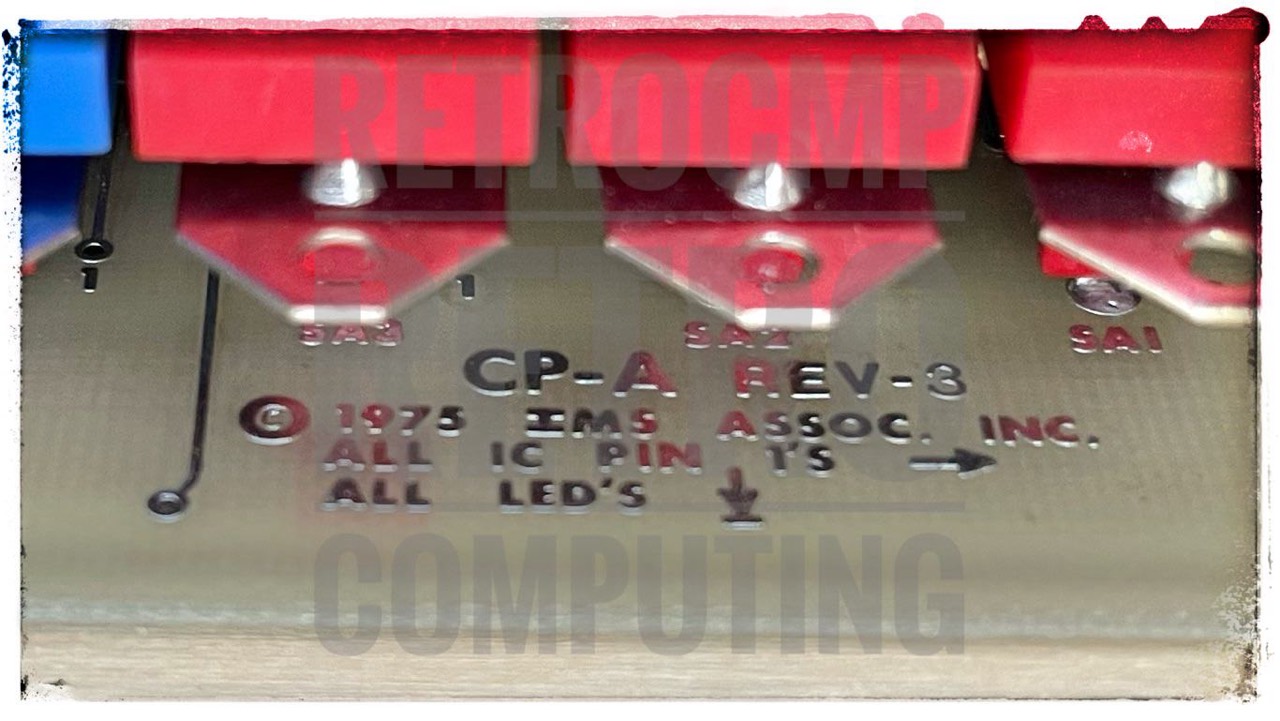 RETROCMP
RETRO
COMPUTING
1
1
SA3 SA2 SA1
CP-A REV-3
© 1975 IMS ASSOC. INC.
ALL IC PIN 1'S →
ALL LED'S